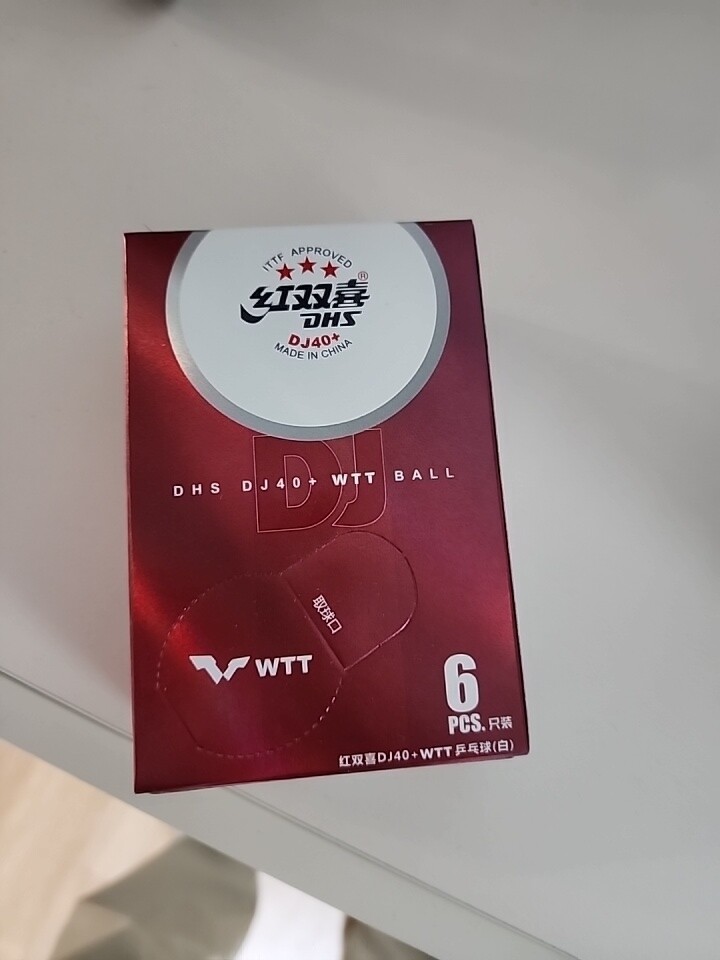 ITTF APPROVED
红双喜®
DHS
DJ40+
MADE IN CHINA
DJ
DHS DJ40+ WTT BALL
取球口
WTT
6
PCS.只装
红双喜DJ40+WTT乒乓球(白)